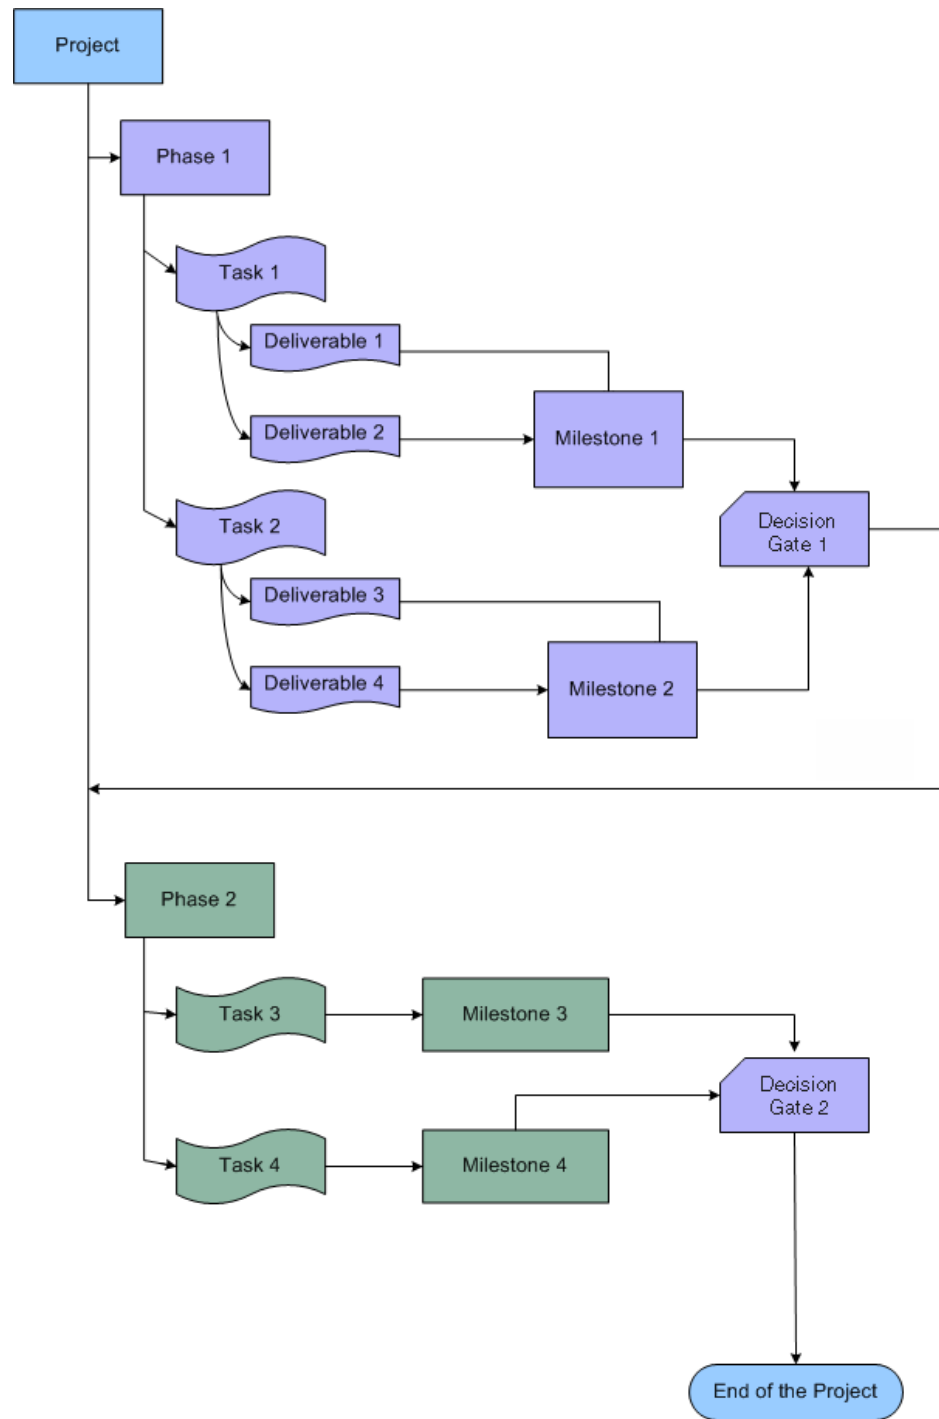 Project
Phase 1
Task 1
Deliverable 1
Deliverable 2
Milestone 1
Decision
Gate 1
Task 2
Deliverable 3
Deliverable 4
Milestone 2
Phase 2
Task 3
Milestone 3
Decision
Gate 2
Task 4
Milestone 4
End of the Project